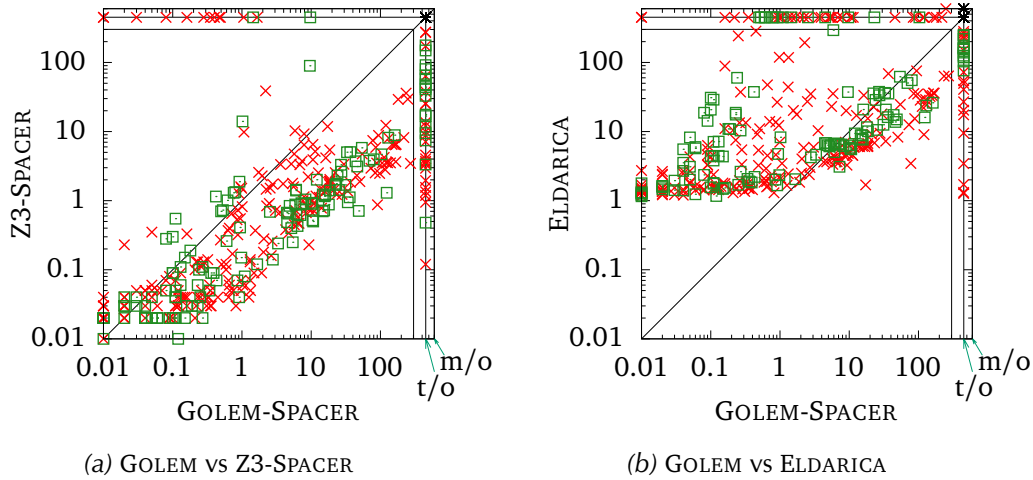 100
10
1
0.1
0.01
Z3-SPACER
0.01 0.1 1 10 100
m/o
t/o
GOLEM-SPACER
(a) GOLEM VS Z3-SPACER
100
10
1
0.1
0.01
ELDARICA
0.01 0.1 1 10 100
m/o
t/o
GOLEM-SPACER
(b) GOLEM VS ELDARICA